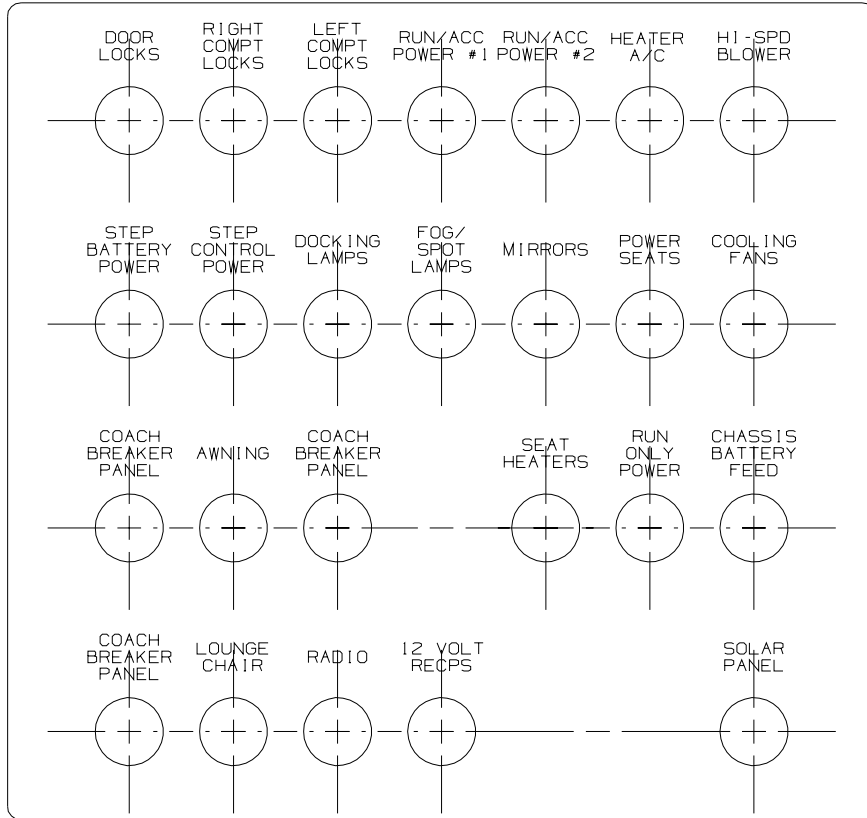 DOOR
LOCKS
RIGHT
COMPT
LOCKS
LEFT
COMPT
LOCKS
RUN/ACC
POWER #1
RUN/ACC
POWER #2
HEATER
A/C
HI-SPD
BLOWER
STEP
BATTERY
POWER
STEP
CONTROL
POWER
DOCKING
LAMPS
FOG/
SPOT
LAMPS
MIRRORS
POWER
SEATS
COOLING
FANS
COACH
BREAKER
PANEL
AWNING
COACH
BREAKER
PANEL
SEAT
HEATERS
RUN
ONLY
POWER
CHASSIS
BATTERY
FEED
COACH
BREAKER
PANEL
LOUNGE
CHAIR
RADIO
12 VOLT
RECPS
SOLAR
PANEL